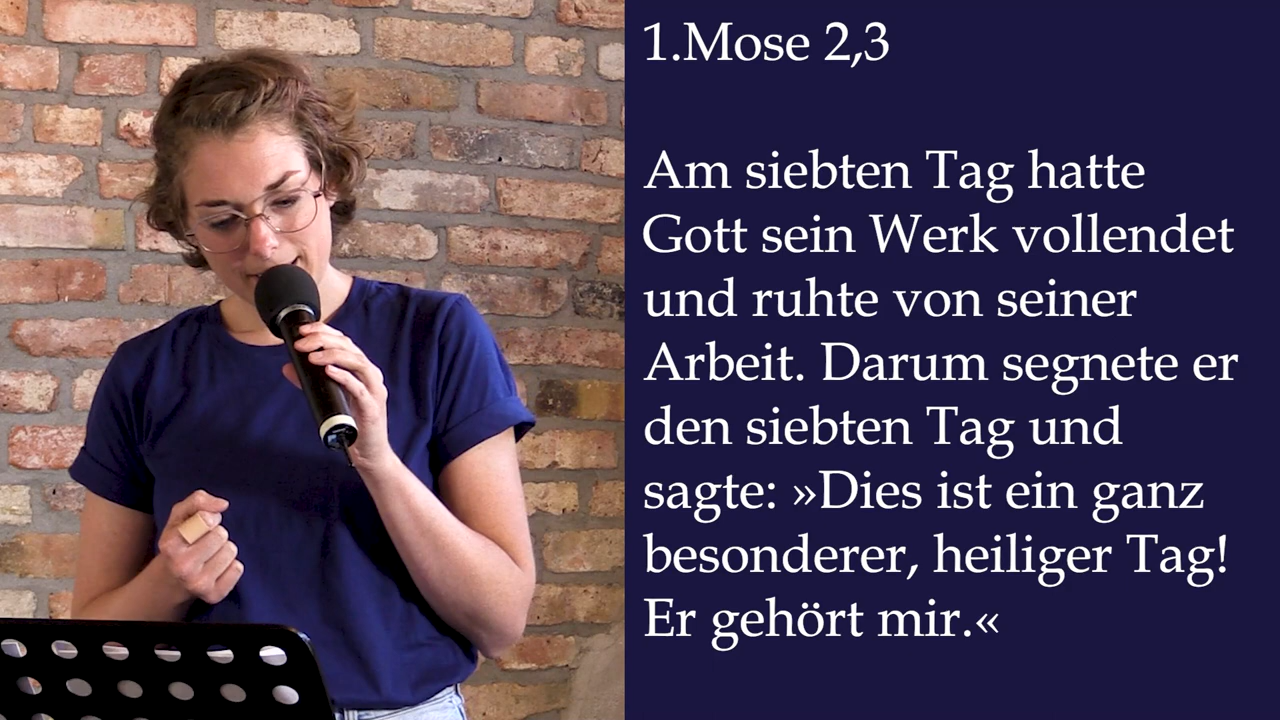 1.Mose 2,3
Am siebten Tag hatte
Gott sein Werk vollendet
und ruhte von seiner
Arbeit. Darum segnete er
den siebten Tag und
sagte: »Dies ist ein ganz
besonderer, heiliger Tag!
Er gehört mir.«